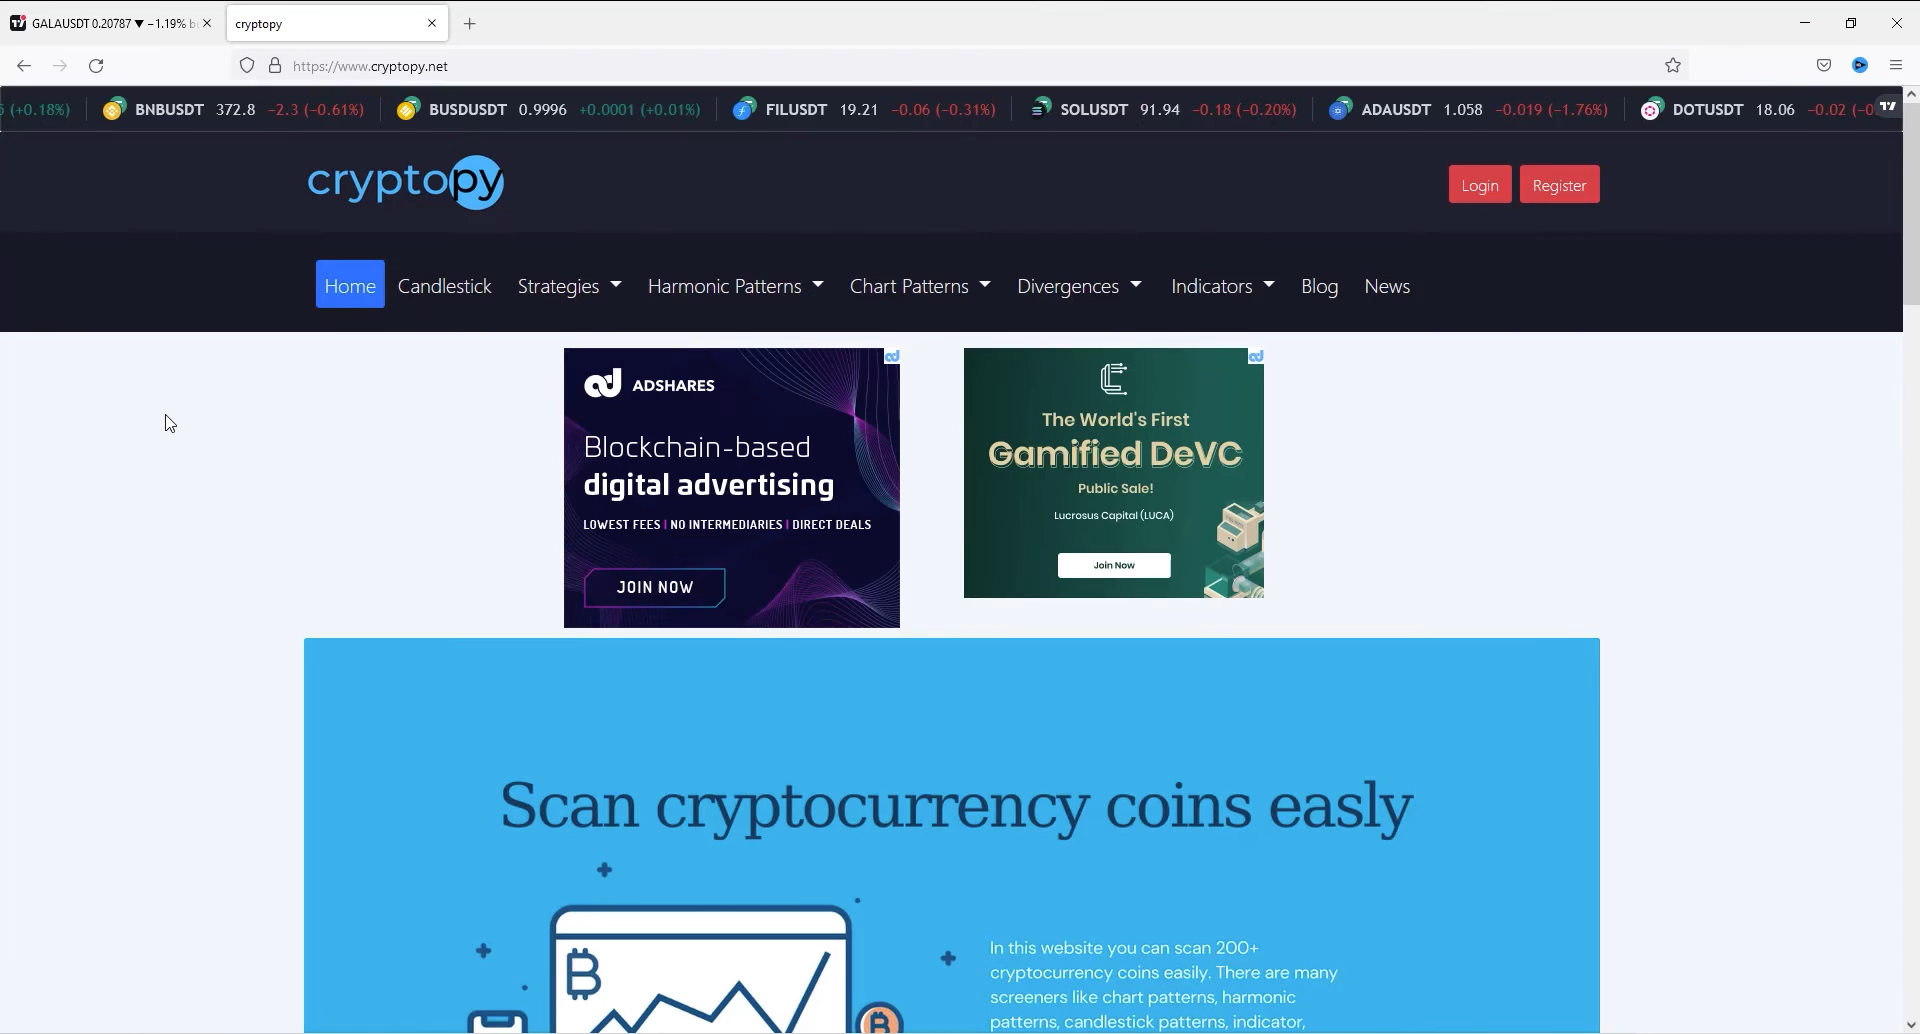 GALAUSDT 0.20787 ▼ −1.19%
cryptopy
https://www.cryptopy.net
(+0.18%) BNBUSDT 372.8 −2.3 (−0.61%) BUSDUSDT 0.9996 +0.0001 (+0.01%) FILUSDT 19.21 −0.06 (−0.31%) SOLUSDT 91.94 −0.18 (−0.20%) ADAUSDT 1.058 −0.019 (−1.76%) DOTUSDT 18.06 −0.02
cryptopy
Login Register
Home Candlestick Strategies Harmonic Patterns Chart Patterns Divergences Indicators Blog News
ad ADSHARES
Blockchain-based
digital advertising
LOWEST FEES | NO INTERMEDIARIES | DIRECT DEALS
JOIN NOW
The World's First
Gamified DeVC
Public Sale!
Lucrosus Capital (LUCA)
Join Now
Scan cryptocurrency coins easly
In this website you can scan 200+
cryptocurrency coins easily. There are many
screeners like chart patterns, harmonic
patterns, candlestick patterns, indicator,